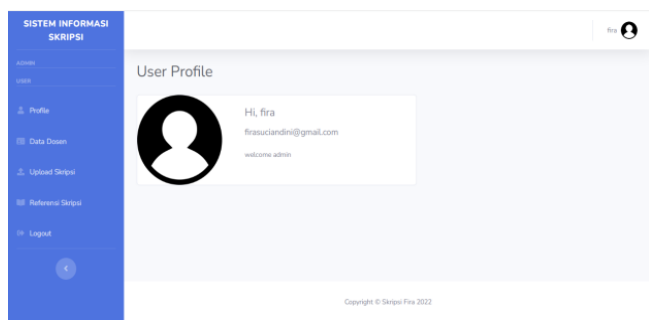 SISTEM INFORMASI
SKRIPSI
fira
ADMIN
USER
User Profile
Profile
Hi, fira
firasuciandini@gmail.com
Data Dosen
welcome admin
Upload Skripsi
Referensi Skripsi
Logout
Copyright © Skripsi Fira 2022